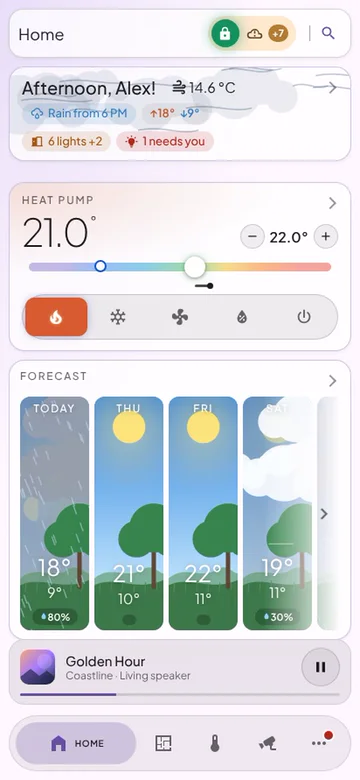 Home
+7
Afternoon, Alex! 14.6 °C
Rain from 6 PM ↑18° ↓9°
6 lights +2 1 needs you
HEAT PUMP
21.0°
− 22.0° +
FORECAST
TODAY THU FRI SAT
18° 21° 22° 19°
9° 10° 11° 11°
80% 30%
Golden Hour
Coastline · Living speaker
HOME